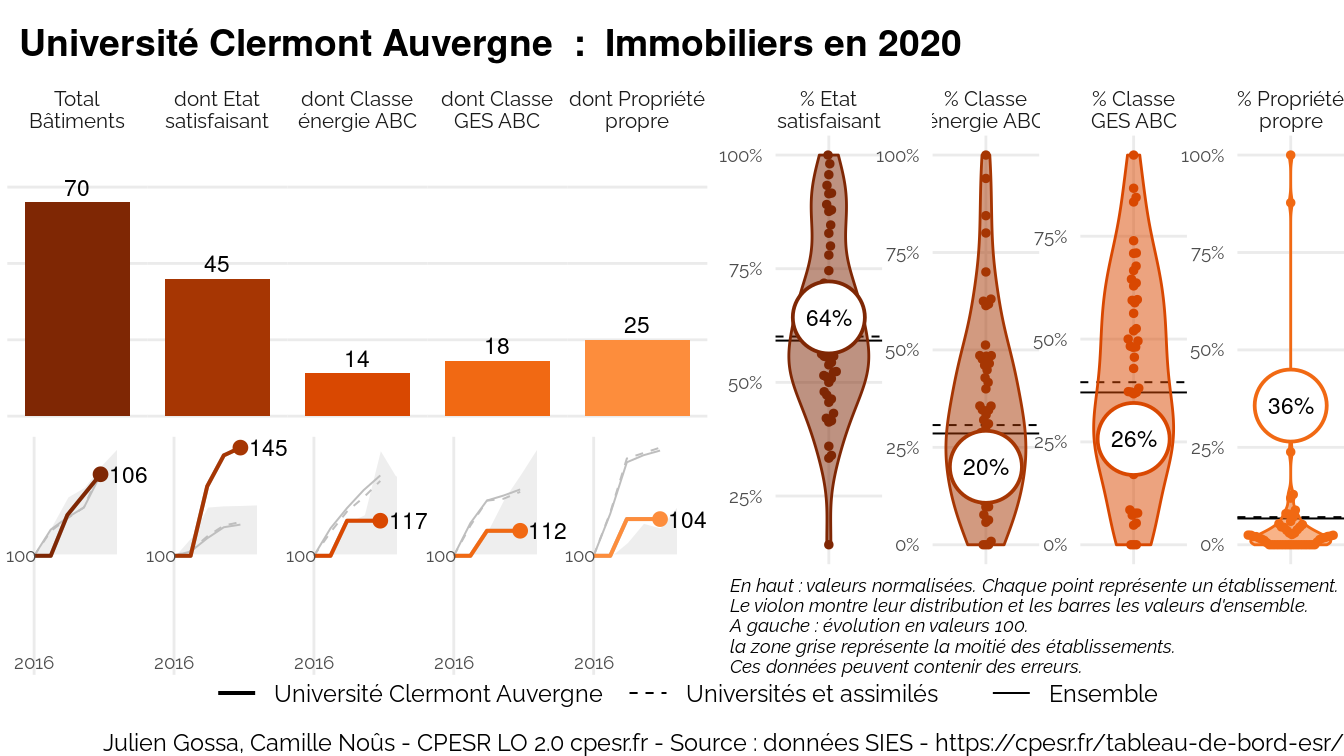 Université Clermont Auvergne : Immobiliers en 2020
Total
Bâtiments
dont Etat
satisfaisant
dont Classe
énergie ABC
dont Classe
GES ABC
dont Propriété
propre
70
45
14
18
25
106
145
117
112
104
100
100
100
100
100
2016
2016
2016
2016
2016
% Etat
satisfaisant
% Classe
énergie ABC
% Classe
GES ABC
% Propriété
propre
100%
75%
50%
25%
64%
100%
75%
50%
25%
0%
20%
75%
50%
25%
0%
26%
100%
75%
50%
25%
0%
36%
En haut : valeurs normalisées. Chaque point représente un établissement.
Le violon montre leur distribution et les barres les valeurs d'ensemble.
A gauche : évolution en valeurs 100.
la zone grise représente la moitié des établissements.
Ces données peuvent contenir des erreurs.
Université Clermont Auvergne
Universités et assimilés
Ensemble
Julien Gossa, Camille Noûs - CPESR LO 2.0 cpesr.fr - Source : données SIES - https://cpesr.fr/tableau-de-bord-esr/